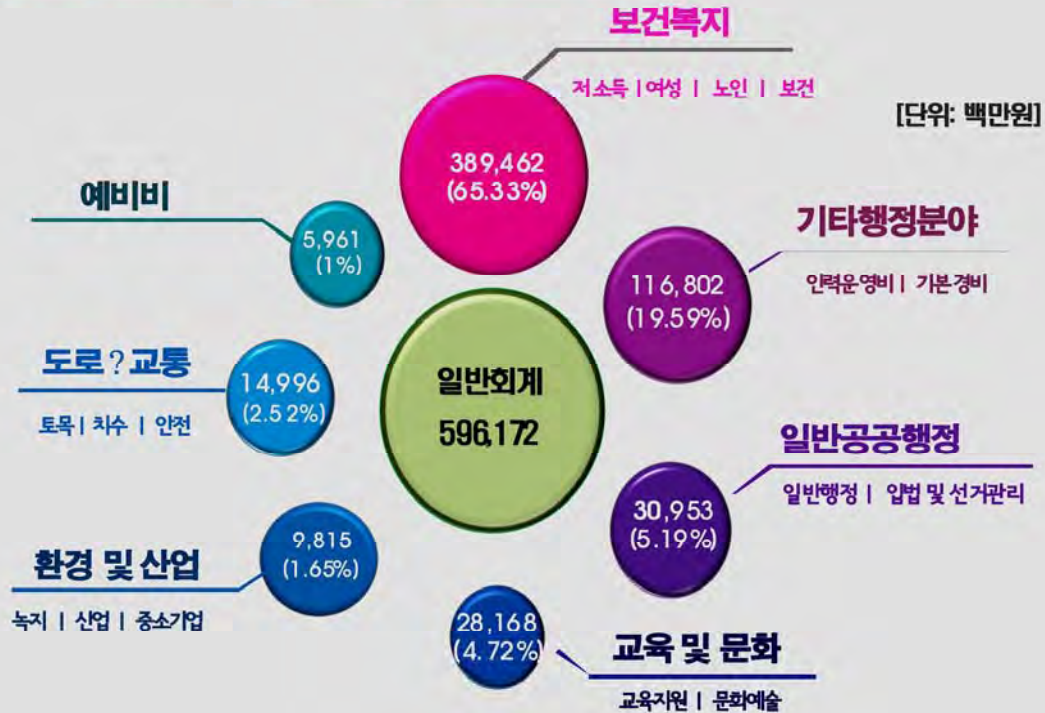 보건복지
저소득 | 여성 | 노인 | 보건
[단위: 백만원]
389,462
(65.33%)
예비비
5,961
(1%)
기타행정분야
인력운영비 | 기본경비
116,802
(19.59%)
도로?교통
토목 | 치수 | 안전
14,996
(2.52%)
일반회계
596,172
일반공공행정
일반행정 | 입법 및 선거관리
30,953
(5.19%)
환경 및 산업
녹지 | 산업 | 중소기업
9,815
(1.65%)
28,168
(4.72%)
교육 및 문화
교육지원 | 문화예술